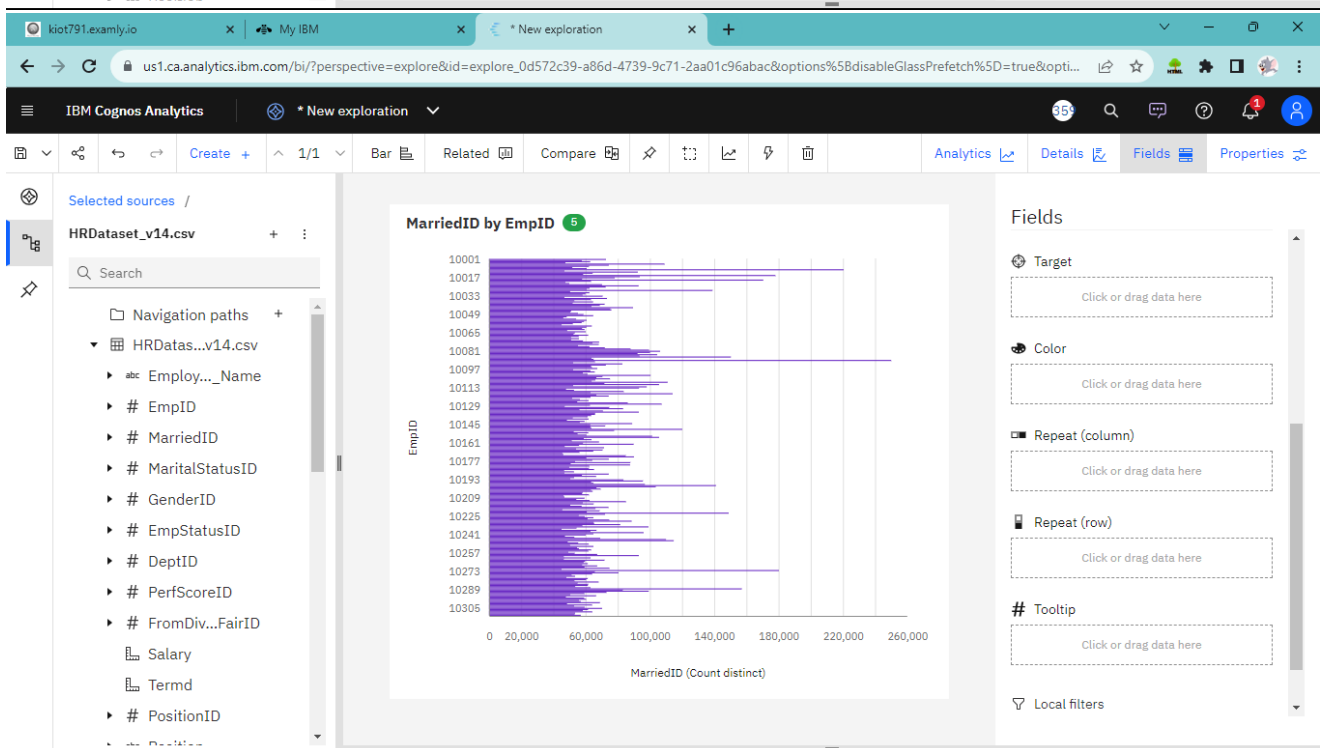 kiot791.examly.io
My IBM
* New exploration
us1.ca.analytics.ibm.com/bi/?perspective=explore&id=explore_0d572c39-a86d-4739-9c71-2aa01c96abac&options%5BdisableGlassPrefetch%5D=true&opti...
IBM Cognos Analytics
* New exploration
359
1
Create +
1/1
Bar
Related
Compare
Analytics
Details
Fields
Properties
Selected sources /
HRDataset_v14.csv
Search
Navigation paths +
HRDatas...v14.csv
abc Employ..._Name
# EmpID
# MarriedID
# MaritalStatusID
# GenderID
# EmpStatusID
# DeptID
# PerfScoreID
# FromDiv...FairID
Salary
Termd
# PositionID
MarriedID by EmpID 5
EmpID
10001
10017
10033
10049
10065
10081
10097
10113
10129
10145
10161
10177
10193
10209
10225
10241
10257
10273
10289
10305
0 20,000 60,000 100,000 140,000 180,000 220,000 260,000
MarriedID (Count distinct)
Fields
Target
Click or drag data here
Color
Click or drag data here
Repeat (column)
Click or drag data here
Repeat (row)
Click or drag data here
# Tooltip
Click or drag data here
Local filters